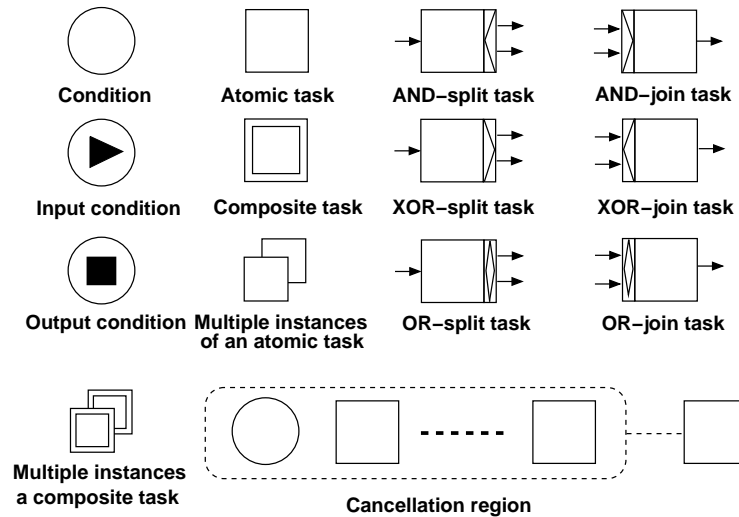 Condition
Atomic task
AND–split task
AND–join task
Input condition
Composite task
XOR–split task
XOR–join task
Output condition
Multiple instances
of an atomic task
OR–split task
OR–join task
Multiple instances
a composite task
Cancellation region